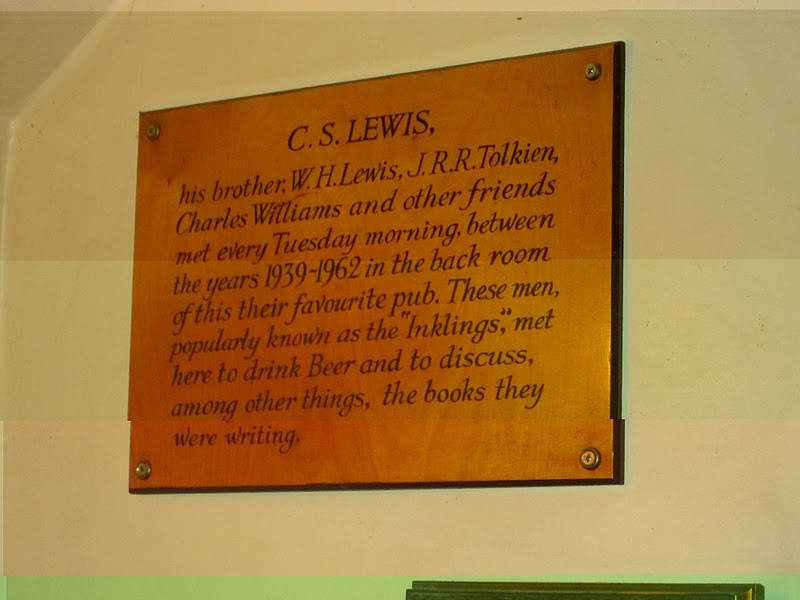 C. S. LEWIS,
his brother, W. H. Lewis, J. R. R. Tolkien,
Charles Williams and other friends
met every Tuesday morning, between
the years 1939~1962 in the back room
of this their favourite pub. These men,
popularly known as the "Inklings", met
here to drink Beer and to discuss,
among other things, the books they
were writing.